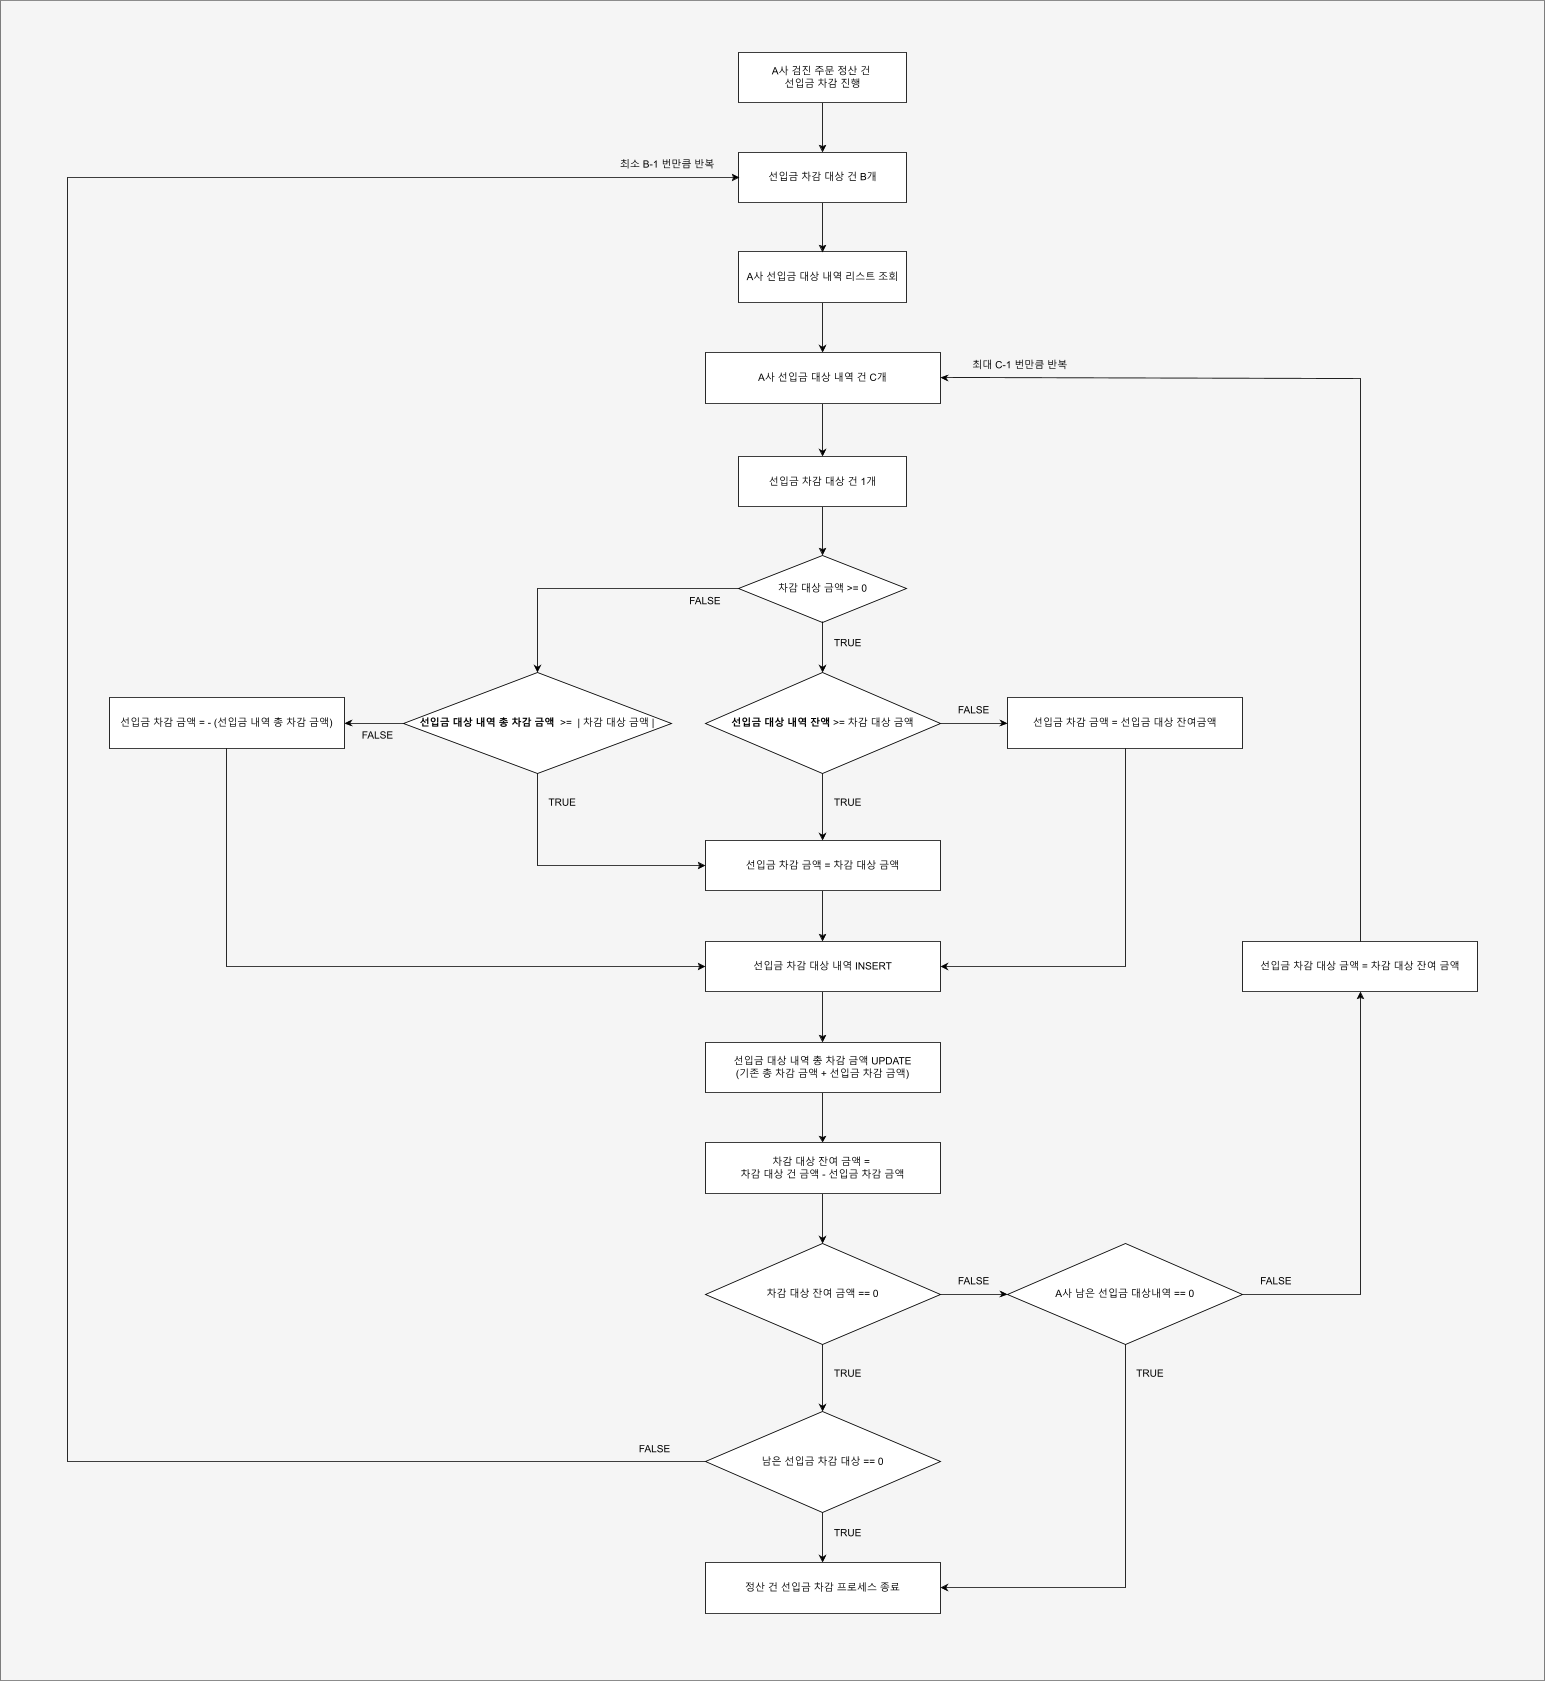 A사 검진 주문 정산 건
선입금 차감 진행
최소 B-1 번만큼 반복
선입금 차감 대상 건 B개
A사 선입금 대상 내역 리스트 조회
최대 C-1 번만큼 반복
A사 선입금 대상 내역 건 C개
선입금 차감 대상 건 1개
차감 대상 금액 >= 0
FALSE
TRUE
선입금 차감 금액 = - (선입금 내역 총 차감 금액)
FALSE
선입금 대상 내역 총 차감 금액 >= | 차감 대상 금액 |
선입금 대상 내역 잔액 >= 차감 대상 금액
FALSE
선입금 차감 금액 = 선입금 대상 잔여금액
TRUE
TRUE
선입금 차감 금액 = 차감 대상 금액
선입금 차감 대상 내역 INSERT
선입금 차감 대상 금액 = 차감 대상 잔여 금액
선입금 대상 내역 총 차감 금액 UPDATE
(기존 총 차감 금액 + 선입금 차감 금액)
차감 대상 잔여 금액 =
차감 대상 건 금액 - 선입금 차감 금액
차감 대상 잔여 금액 == 0
FALSE
A사 남은 선입금 대상내역 == 0
FALSE
TRUE
TRUE
FALSE
남은 선입금 차감 대상 == 0
TRUE
정산 건 선입금 차감 프로세스 종료